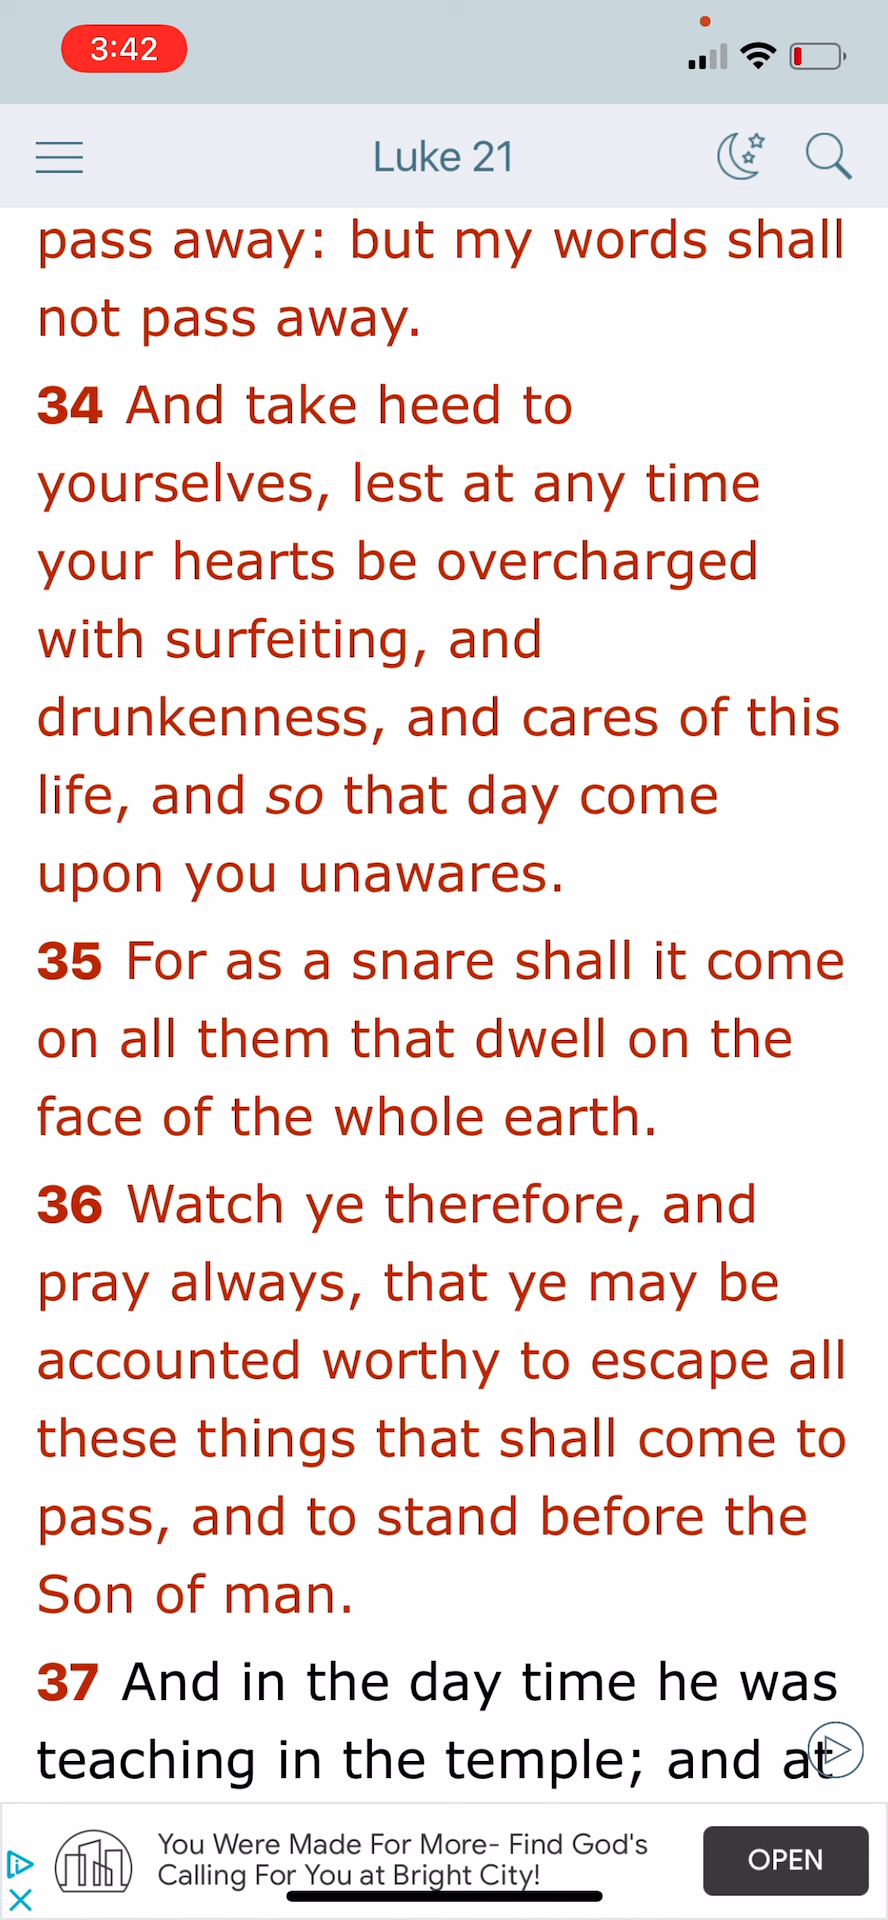 3:42
Luke 21
pass away: but my words shall
not pass away.
34 And take heed to
yourselves, lest at any time
your hearts be overcharged
with surfeiting, and
drunkenness, and cares of this
life, and so that day come
upon you unawares.
35 For as a snare shall it come
on all them that dwell on the
face of the whole earth.
36 Watch ye therefore, and
pray always, that ye may be
accounted worthy to escape all
these things that shall come to
pass, and to stand before the
Son of man.
37 And in the day time he was
teaching in the temple; and at
You Were Made For More- Find God's
Calling For You at Bright City!
OPEN